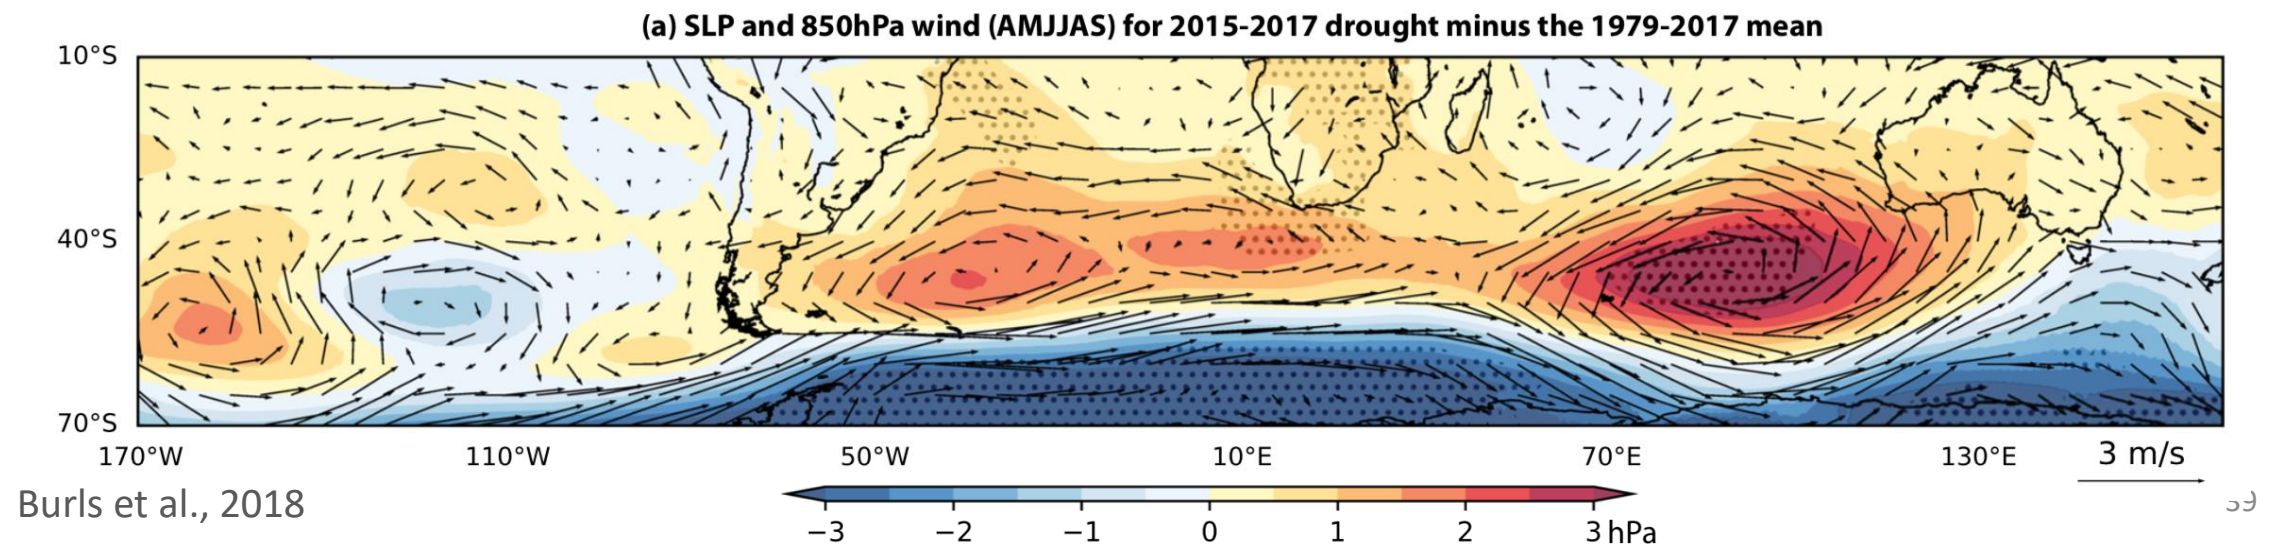 (a) SLP and 850hPa wind (AMJJAS) for 2015-2017 drought minus the 1979-2017 mean
10°S
40°S
70°S
170°W 110°W 50°W 10°E 70°E 130°E 3 m/s
Burls et al., 2018
−3 −2 −1 0 1 2 3 hPa